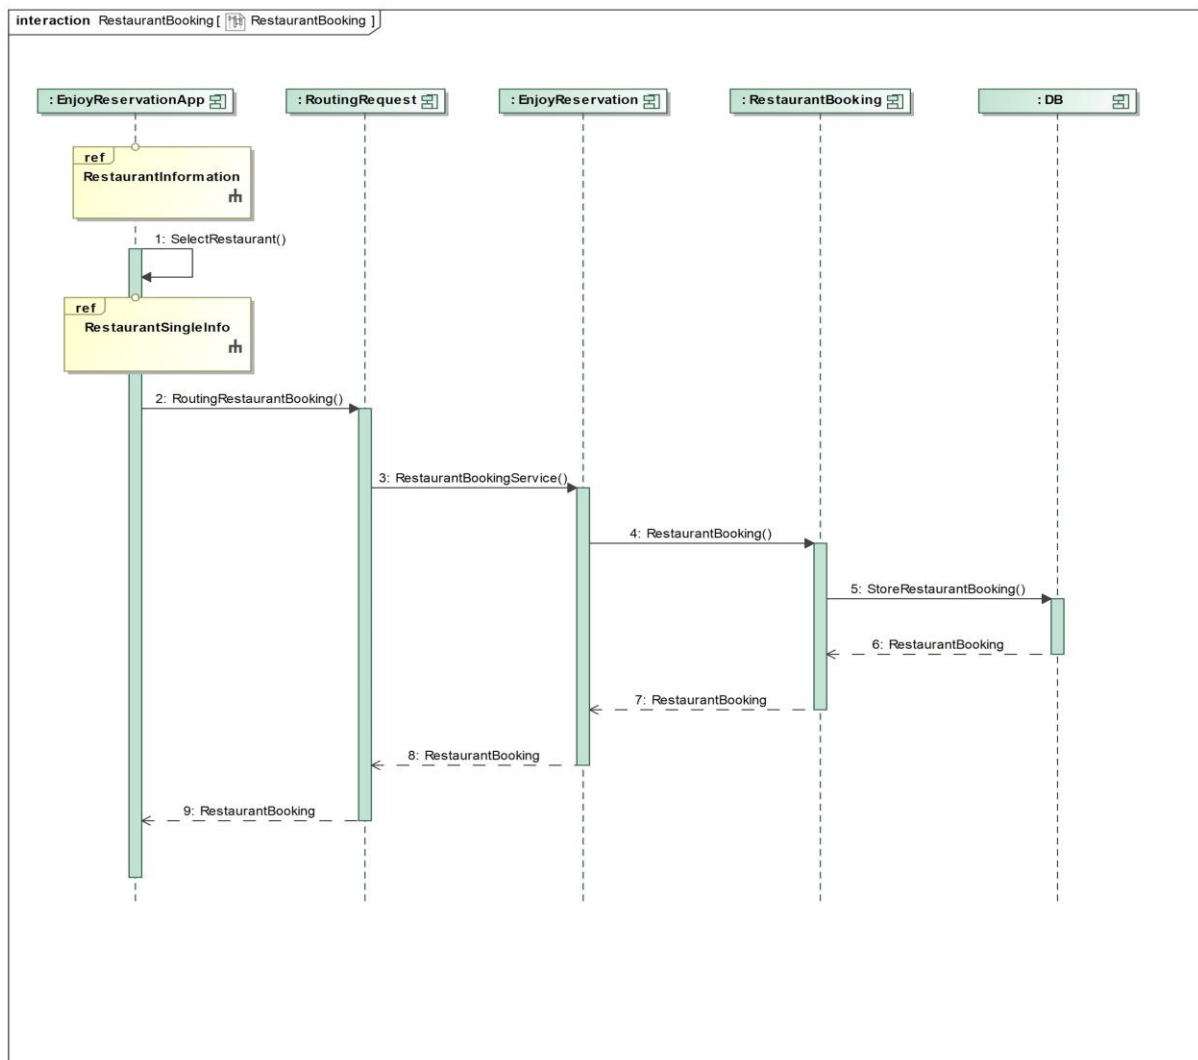 interaction RestaurantBooking [ RestaurantBooking ]
: EnjoyReservationApp
: RoutingRequest
: EnjoyReservation
: RestaurantBooking
: DB
ref
RestaurantInformation
1: SelectRestaurant()
ref
RestaurantSingleInfo
2: RoutingRestaurantBooking()
3: RestaurantBookingService()
4: RestaurantBooking()
5: StoreRestaurantBooking()
6: RestaurantBooking
7: RestaurantBooking
8: RestaurantBooking
9: RestaurantBooking